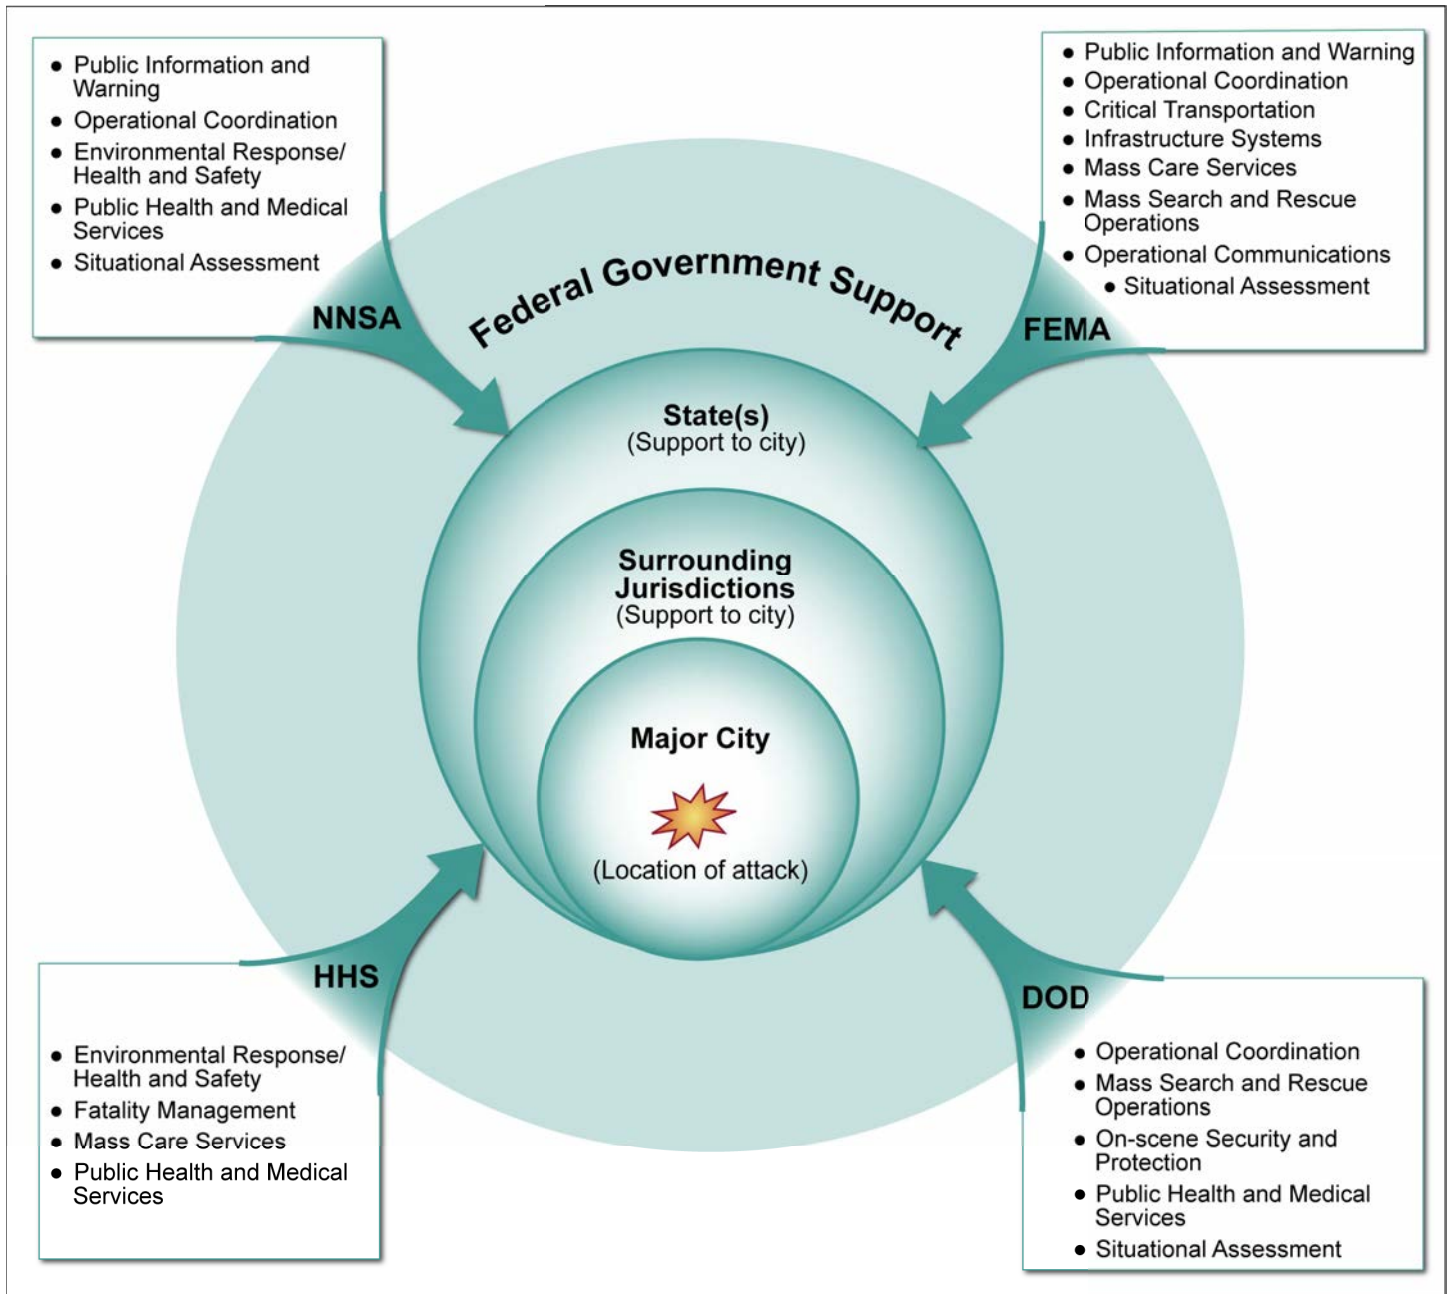 ● Public Information and
Warning
● Operational Coordination
● Environmental Response/
Health and Safety
● Public Health and Medical
Services
● Situational Assessment
NNSA
● Public Information and Warning
● Operational Coordination
● Critical Transportation
● Infrastructure Systems
● Mass Care Services
● Mass Search and Rescue
Operations
● Operational Communications
● Situational Assessment
FEMA
Federal Government Support
State(s)
(Support to city)
Surrounding
Jurisdictions
(Support to city)
Major City
(Location of attack)
HHS
● Environmental Response/
Health and Safety
● Fatality Management
● Mass Care Services
● Public Health and Medical
Services
DOD
● Operational Coordination
● Mass Search and Rescue
Operations
● On-scene Security and
Protection
● Public Health and Medical
Services
● Situational Assessment